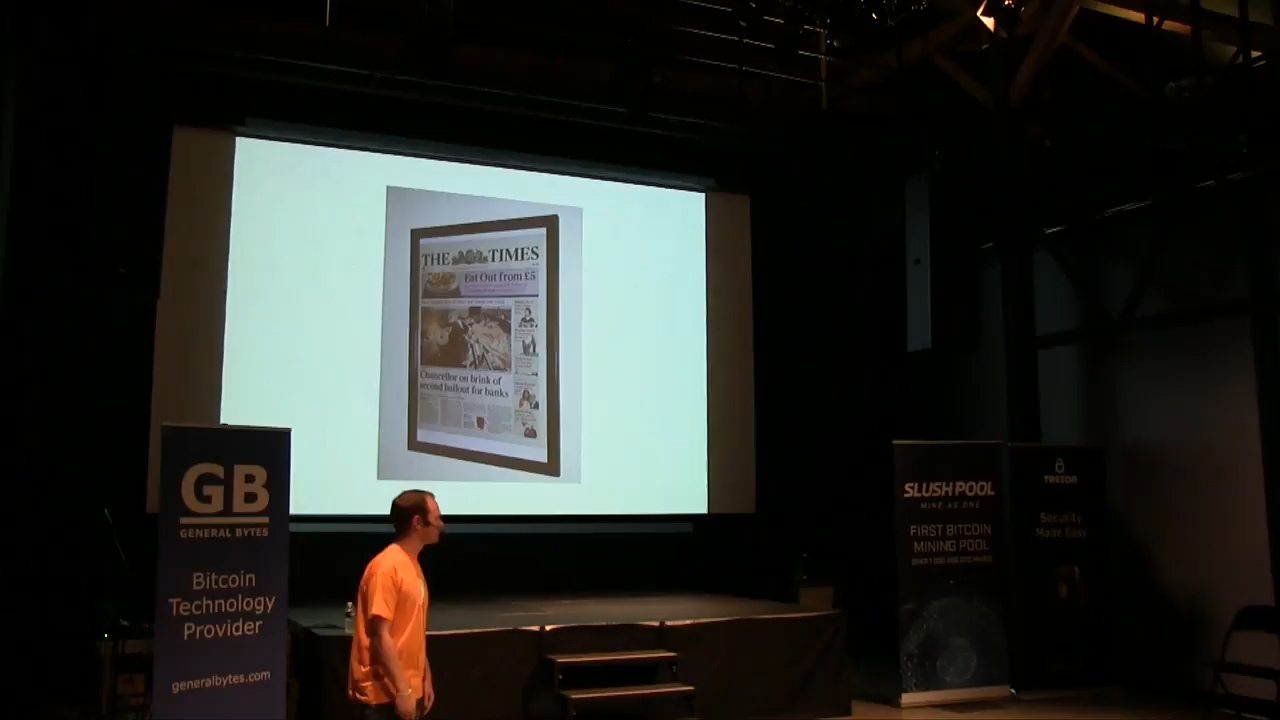 THE TIMES
Eat Out from £5
Chancellor on brink of
second bailout for banks
GB
GENERAL BYTES
Bitcoin
Technology
Provider
generalbytes.com
SLUSH POOL
MINE AS ONE
FIRST BITCOIN
MINING POOL
TREZOR
Security
Made Easy